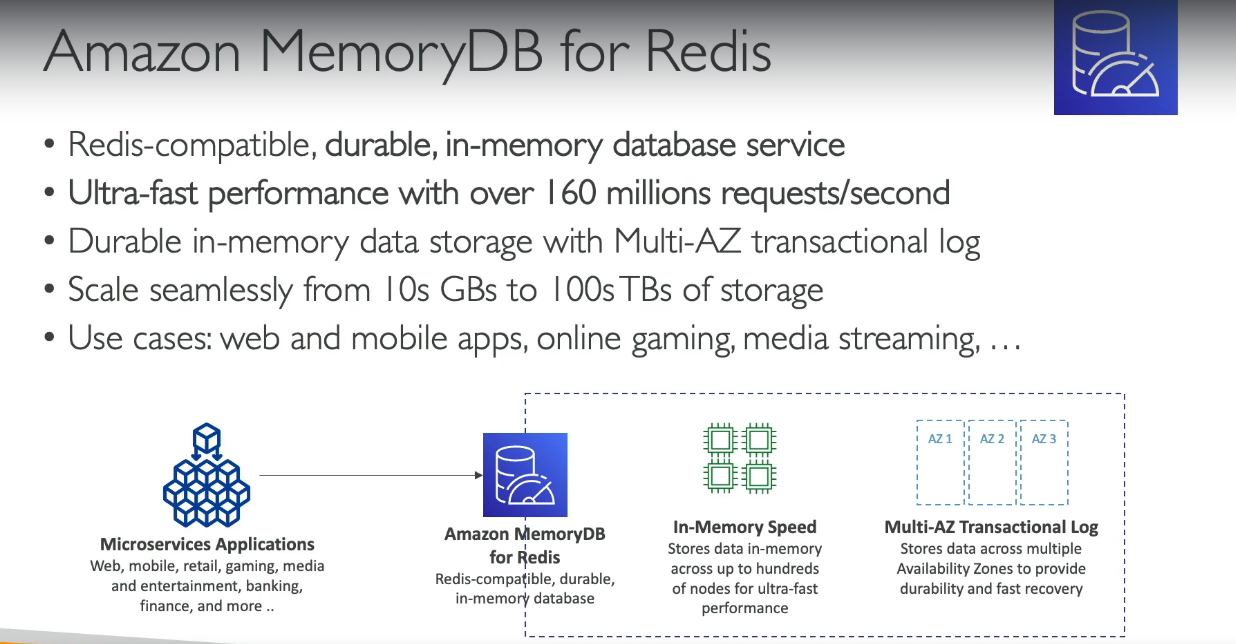 Amazon MemoryDB for Redis
• Redis-compatible, durable, in-memory database service
• Ultra-fast performance with over 160 millions requests/second
• Durable in-memory data storage with Multi-AZ transactional log
• Scale seamlessly from 10s GBs to 100s TBs of storage
• Use cases: web and mobile apps, online gaming, media streaming, …
Microservices Applications
Web, mobile, retail, gaming, media
and entertainment, banking,
finance, and more ..
Amazon MemoryDB
for Redis
Redis-compatible, durable,
in-memory database
In-Memory Speed
Stores data in-memory
across up to hundreds
of nodes for ultra-fast
performance
AZ 1 AZ 2 AZ 3
Multi-AZ Transactional Log
Stores data across multiple
Availability Zones to provide
durability and fast recovery